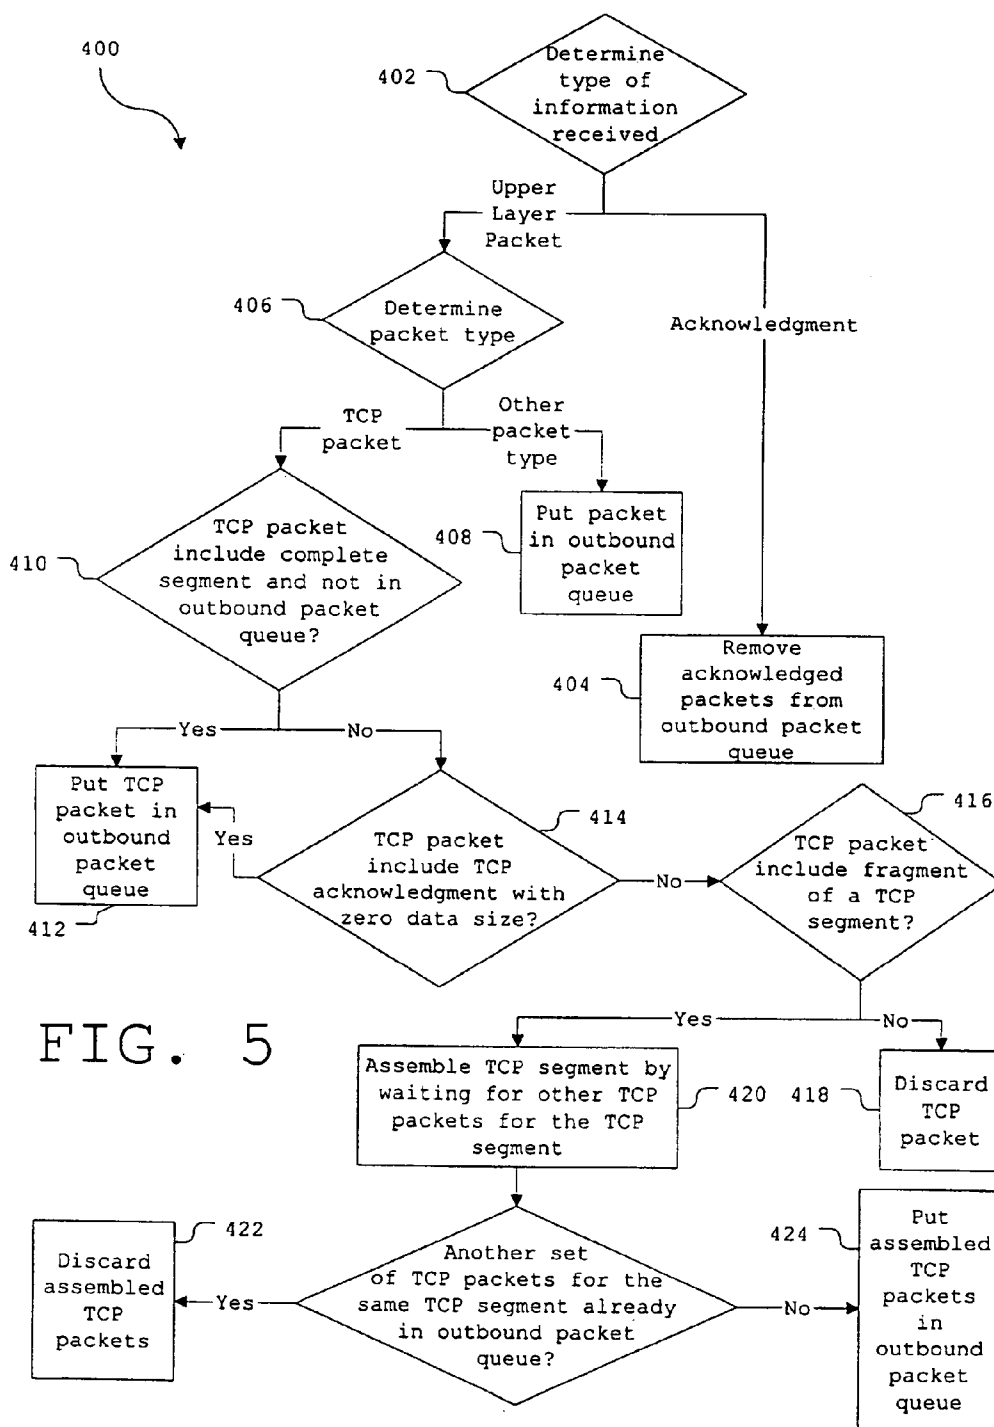 400
402
Determine
type of
information
received
Upper
Layer
Packet
406
Determine
packet type
Acknowledgment
TCP
packet
Other
packet
type
410
TCP packet
include complete
segment and not in
outbound packet
queue?
408
Put packet
in outbound
packet
queue
404
Remove
acknowledged
packets from
outbound packet
queue
Yes
No
Put TCP
packet in
outbound
packet
queue
412
Yes
414
TCP packet
include TCP
acknowledgment with
zero data size?
No
416
TCP packet
include fragment
of a TCP
segment?
FIG. 5
Yes
No
Assemble TCP segment by
waiting for other TCP
packets for the TCP
segment
420
418
Discard
TCP
packet
422
Discard
assembled
TCP
packets
Yes
Another set
of TCP packets for the
same TCP segment already
in outbound packet
queue?
No
424
Put
assembled
TCP
packets
in
outbound
packet
queue